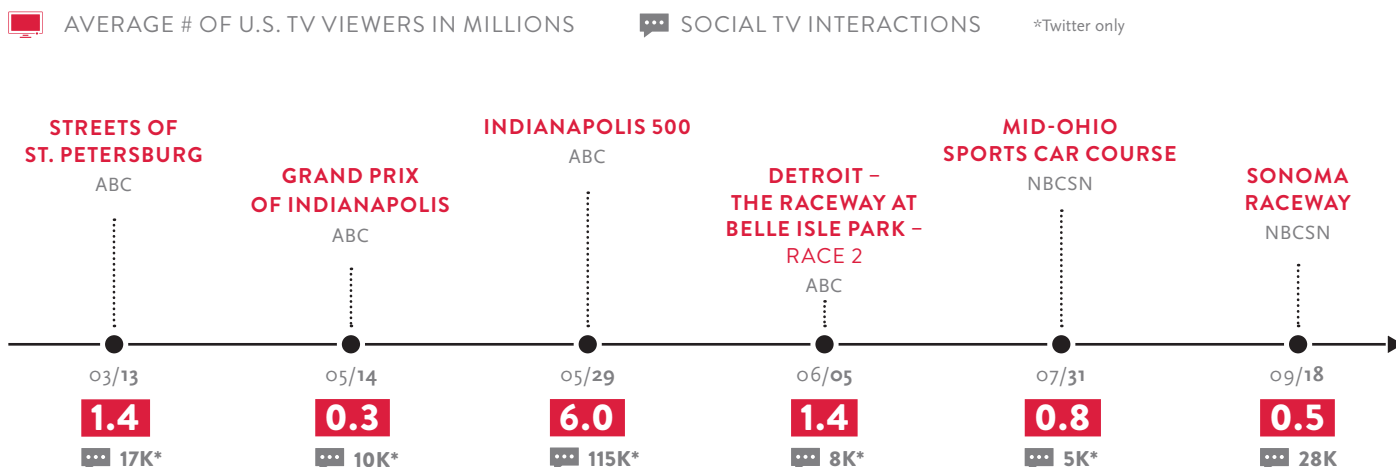 AVERAGE # OF U.S. TV VIEWERS IN MILLIONS SOCIAL TV INTERACTIONS *Twitter only
STREETS OF
ST. PETERSBURG
ABC
GRAND PRIX
OF INDIANAPOLIS
ABC
INDIANAPOLIS 500
ABC
DETROIT –
THE RACEWAY AT
BELLE ISLE PARK –
RACE 2
ABC
MID-OHIO
SPORTS CAR COURSE
NBCSN
SONOMA
RACEWAY
NBCSN
03/13 05/14 05/29 06/05 07/31 09/18
1.4 0.3 6.0 1.4 0.8 0.5
17K* 10K* 115K* 8K* 5K* 28K